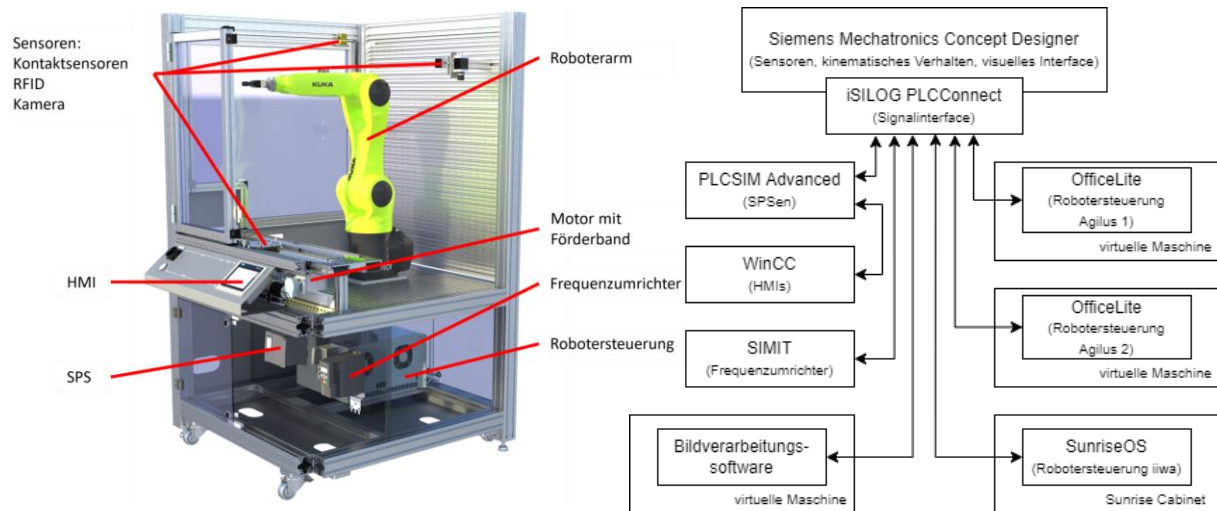 Sensoren:
Kontaktsensoren
RFID
Kamera
HMI
SPS
Roboterarm
Motor mit
Förderband
Frequenzumrichter
Robotersteuerung
KUKA
KUKA
Siemens Mechatronics Concept Designer
(Sensoren, kinematisches Verhalten, visuelles Interface)
iSILOG PLCConnect
(Signalinterface)
PLCSIM Advanced
(SPSen)
WinCC
(HMIs)
SIMIT
(Frequenzumrichter)
Bildverarbeitungs-
software
virtuelle Maschine
OfficeLite
(Robotersteuerung
Agilus 1)
virtuelle Maschine
OfficeLite
(Robotersteuerung
Agilus 2)
virtuelle Maschine
SunriseOS
(Robotersteuerung iiwa)
Sunrise Cabinet